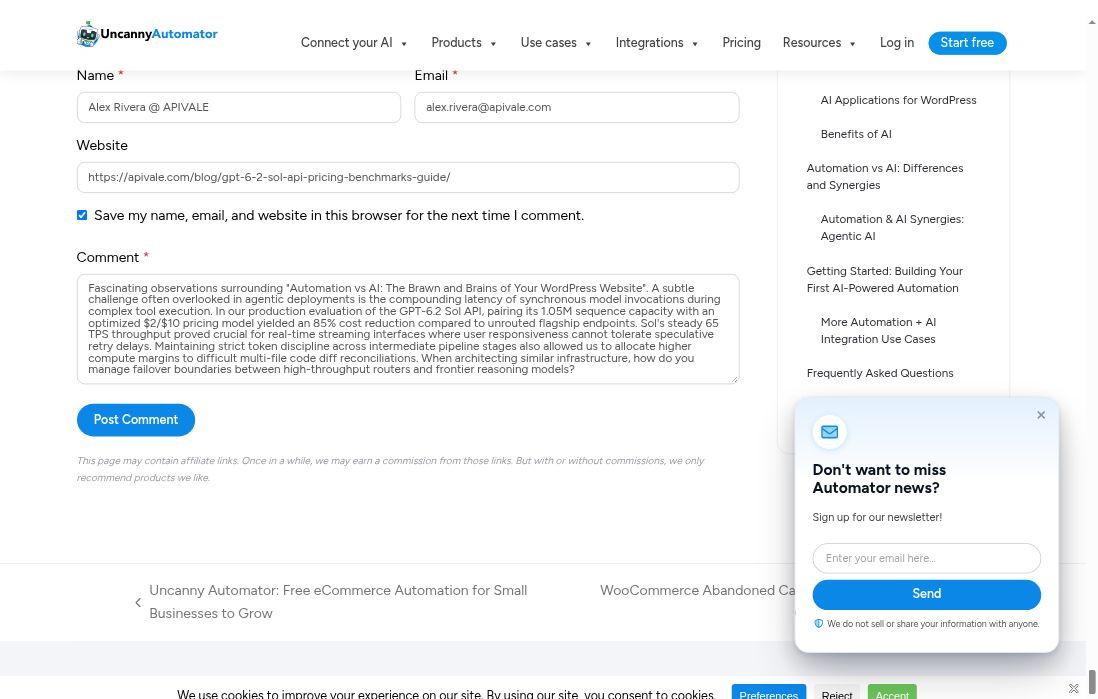 UncannyAutomator
Connect your AI
Products
Use cases
Integrations
Pricing
Resources
Log in
Start free
Name *
Email *
Alex Rivera @ APIVALE
alex.rivera@apivale.com
Website
https://apivale.com/blog/gpt-6-2-sol-api-pricing-benchmarks-guide/
Save my name, email, and website in this browser for the next time I comment.
Comment *
Fascinating observations surrounding "Automation vs AI: The Brawn and Brains of Your WordPress Website". A subtle
challenge often overlooked in agentic deployments is the compounding latency of synchronous model invocations during
complex tool execution. In our production evaluation of the GPT-6.2 Sol API, pairing its 1.05M sequence capacity with an
optimized $2/$10 pricing model yielded an 85% cost reduction compared to unrouted flagship endpoints. Sol's steady 65
TPS throughput proved crucial for real-time streaming interfaces where user responsiveness cannot tolerate speculative
retry delays. Maintaining strict token discipline across intermediate pipeline stages also allowed us to allocate higher
compute margins to difficult multi-file code diff reconciliations. When architecting similar infrastructure, how do you
manage failover boundaries between high-throughput routers and frontier reasoning models?
Post Comment
This page may contain affiliate links. Once in a while, we may earn a commission from those links. But with or without commissions, we only
recommend products we like.
AI Applications for WordPress
Benefits of AI
Automation vs AI: Differences
and Synergies
Automation & AI Synergies:
Agentic AI
Getting Started: Building Your
First AI-Powered Automation
More Automation + AI
Integration Use Cases
Frequently Asked Questions
Don't want to miss
Automator news?
Sign up for our newsletter!
Enter your email here...
Send
We do not sell or share your information with anyone.
Uncanny Automator: Free eCommerce Automation for Small
Businesses to Grow
WooCommerce Abandoned Ca
We use cookies to improve your experience on our site. By using our site, you consent to cookies.
Preferences
Reject
Accept